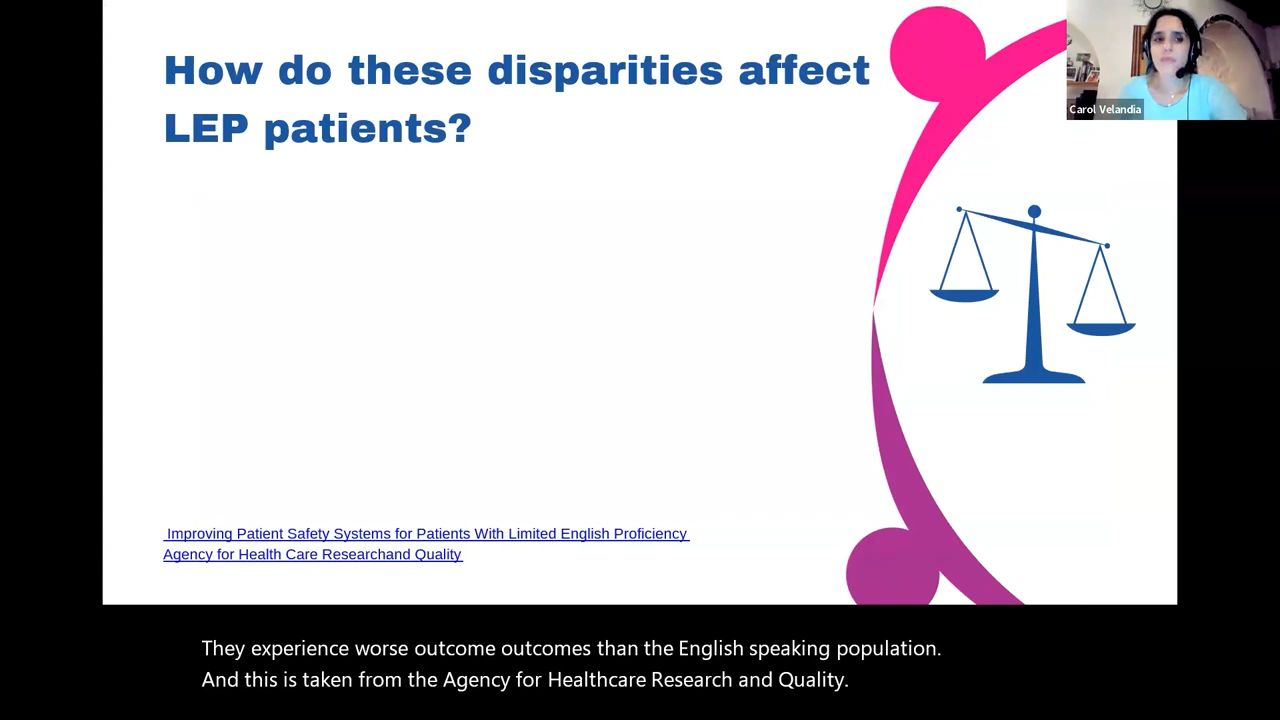 How do these disparities affect
LEP patients?
Carol Velandia
Improving Patient Safety Systems for Patients With Limited English Proficiency
Agency for Health Care Researchand Quality
They experience worse outcome outcomes than the English speaking population.
And this is taken from the Agency for Healthcare Research and Quality.